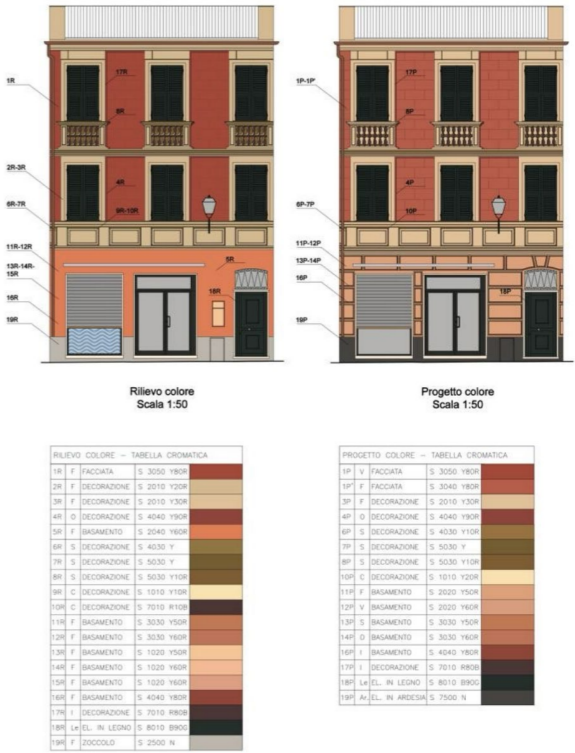 1R
17R
8R
2R-3R
4R
6R-7R
9R-10R
11R-12R
5R
13R-14R-
15R
16R
18R
19R
1P-1P'
17P
8P
4P
6P-7P
10P
11P-12P
13P-14P
16P
18P
19P
Rilievo colore
Scala 1:50
Progetto colore
Scala 1:50
RILIEVO COLORE – TABELLA CROMATICA
1R F FACCIATA S 3050 Y80R
2R F DECORAZIONE S 2010 Y20R
3R F DECORAZIONE S 2010 Y30R
4R O DECORAZIONE S 4040 Y90R
5R F BASAMENTO S 2040 Y60R
6R S DECORAZIONE S 4030 Y
7R S DECORAZIONE S 5030 Y
8R S DECORAZIONE S 5030 Y10R
9R C DECORAZIONE S 1010 Y10R
10R C DECORAZIONE S 7010 R10B
11R F BASAMENTO S 3030 Y50R
12R F BASAMENTO S 3030 Y60R
13R F BASAMENTO S 1020 Y50R
14R F BASAMENTO S 1020 Y60R
15R F BASAMENTO S 1020 Y60R
16R F BASAMENTO S 4040 Y80R
17R I DECORAZIONE S 7010 R80B
18R Le EL. IN LEGNO S 8010 B90G
19R F ZOCCOLO S 2500 N
PROGETTO COLORE – TABELLA CROMATICA
1P V FACCIATA S 3050 Y80R
1P' F FACCIATA S 3040 Y80R
3P F DECORAZIONE S 2010 Y30R
4P O DECORAZIONE S 4040 Y90R
6P S DECORAZIONE S 4030 Y10R
7P S DECORAZIONE S 5030 Y
8P S DECORAZIONE S 5030 Y10R
10P C DECORAZIONE S 1010 Y20R
11P F BASAMENTO S 2020 Y50R
12P V BASAMENTO S 2020 Y60R
13P S BASAMENTO S 3030 Y50R
14P O BASAMENTO S 3030 Y60R
16P I BASAMENTO S 4040 Y80R
17P I DECORAZIONE S 7010 R80B
18P Le EL. IN LEGNO S 8010 B90G
19P Ar. EL. IN ARDESIA S 7500 N